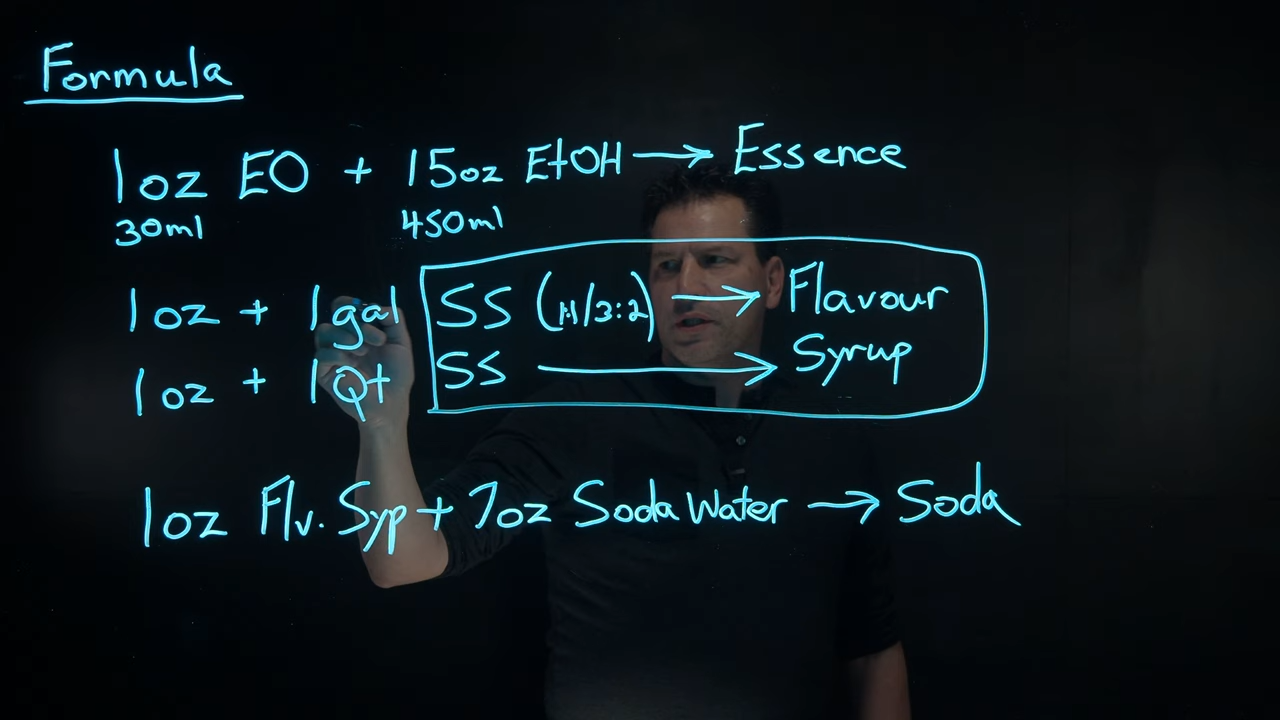 Formula
1oz EO + 15oz EtOH → Essence
30ml 450ml
1oz + 1gal SS (1:1/3:2) → Flavour
1oz + 1Qt SS → Syrup
1oz Flv. Syp + 7oz Soda Water → Soda